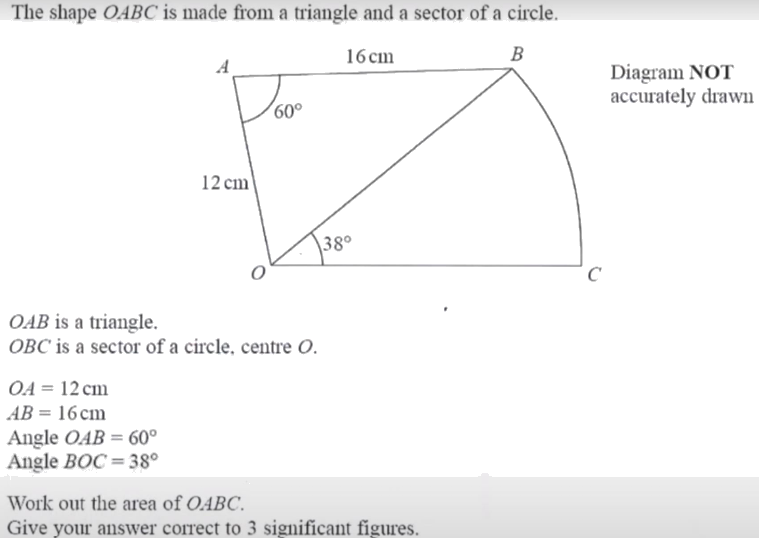 The shape OABC is made from a triangle and a sector of a circle.
A
16 cm
B
Diagram NOT
accurately drawn
60°
12 cm
38°
O
C
OAB is a triangle.
OBC is a sector of a circle, centre O.
OA = 12 cm
AB = 16 cm
Angle OAB = 60°
Angle BOC = 38°
Work out the area of OABC.
Give your answer correct to 3 significant figures.